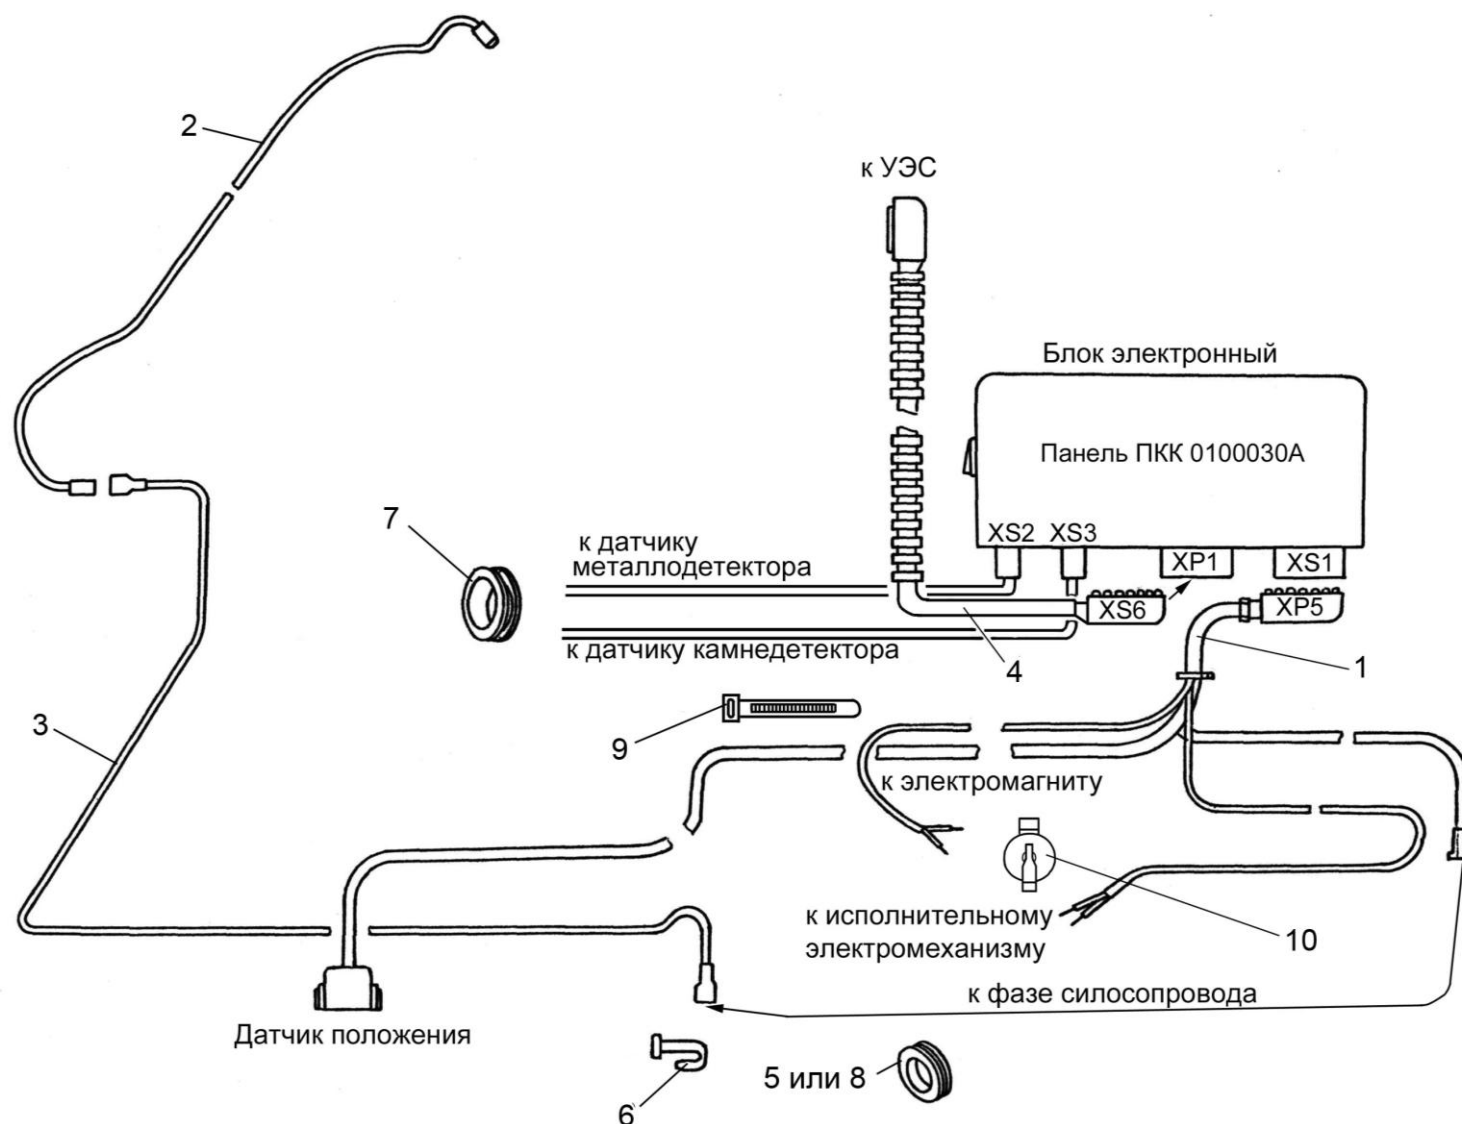 2
к УЭС
Блок электронный
Панель ПКК 0100030А
7
XS2 XS3
к датчику
металлодетектора
XP1 XS1
XS6
XP5
к датчику камнедетектора
4
1
3
9
к электромагниту
к исполнительному
электромеханизму
10
к фазе силосопровода
Датчик положения
5 или 8
6